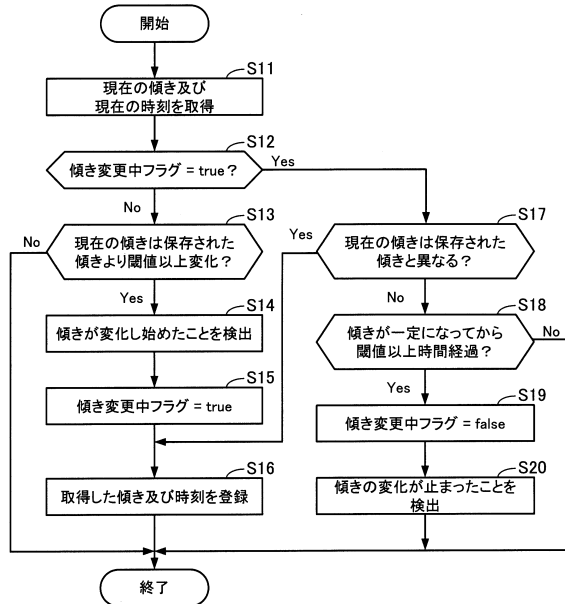 開始
S11
現在の傾き及び
現在の時刻を取得
S12
傾き変更中フラグ = true?
Yes
No
S13
現在の傾きは保存された
傾きより閾値以上変化?
No
Yes
S14
傾きが変化し始めたことを検出
S15
傾き変更中フラグ = true
S16
取得した傾き及び時刻を登録
S17
現在の傾きは保存された
傾きと異なる?
Yes
No
S18
傾きが一定になってから
閾値以上時間経過?
No
Yes
S19
傾き変更中フラグ = false
S20
傾きの変化が止まったことを
検出
終了